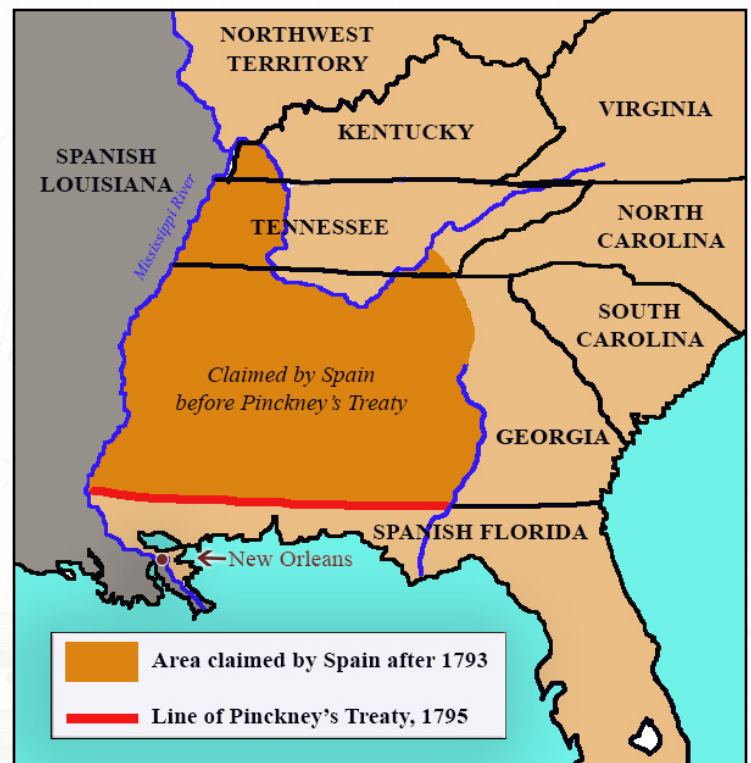 NORTHWEST
TERRITORY
VIRGINIA
KENTUCKY
SPANISH
LOUISIANA
Mississippi River
TENNESSEE
NORTH
CAROLINA
SOUTH
CAROLINA
Claimed by Spain
before Pinckney's Treaty
GEORGIA
SPANISH FLORIDA
New Orleans
Area claimed by Spain after 1793
Line of Pinckney's Treaty, 1795